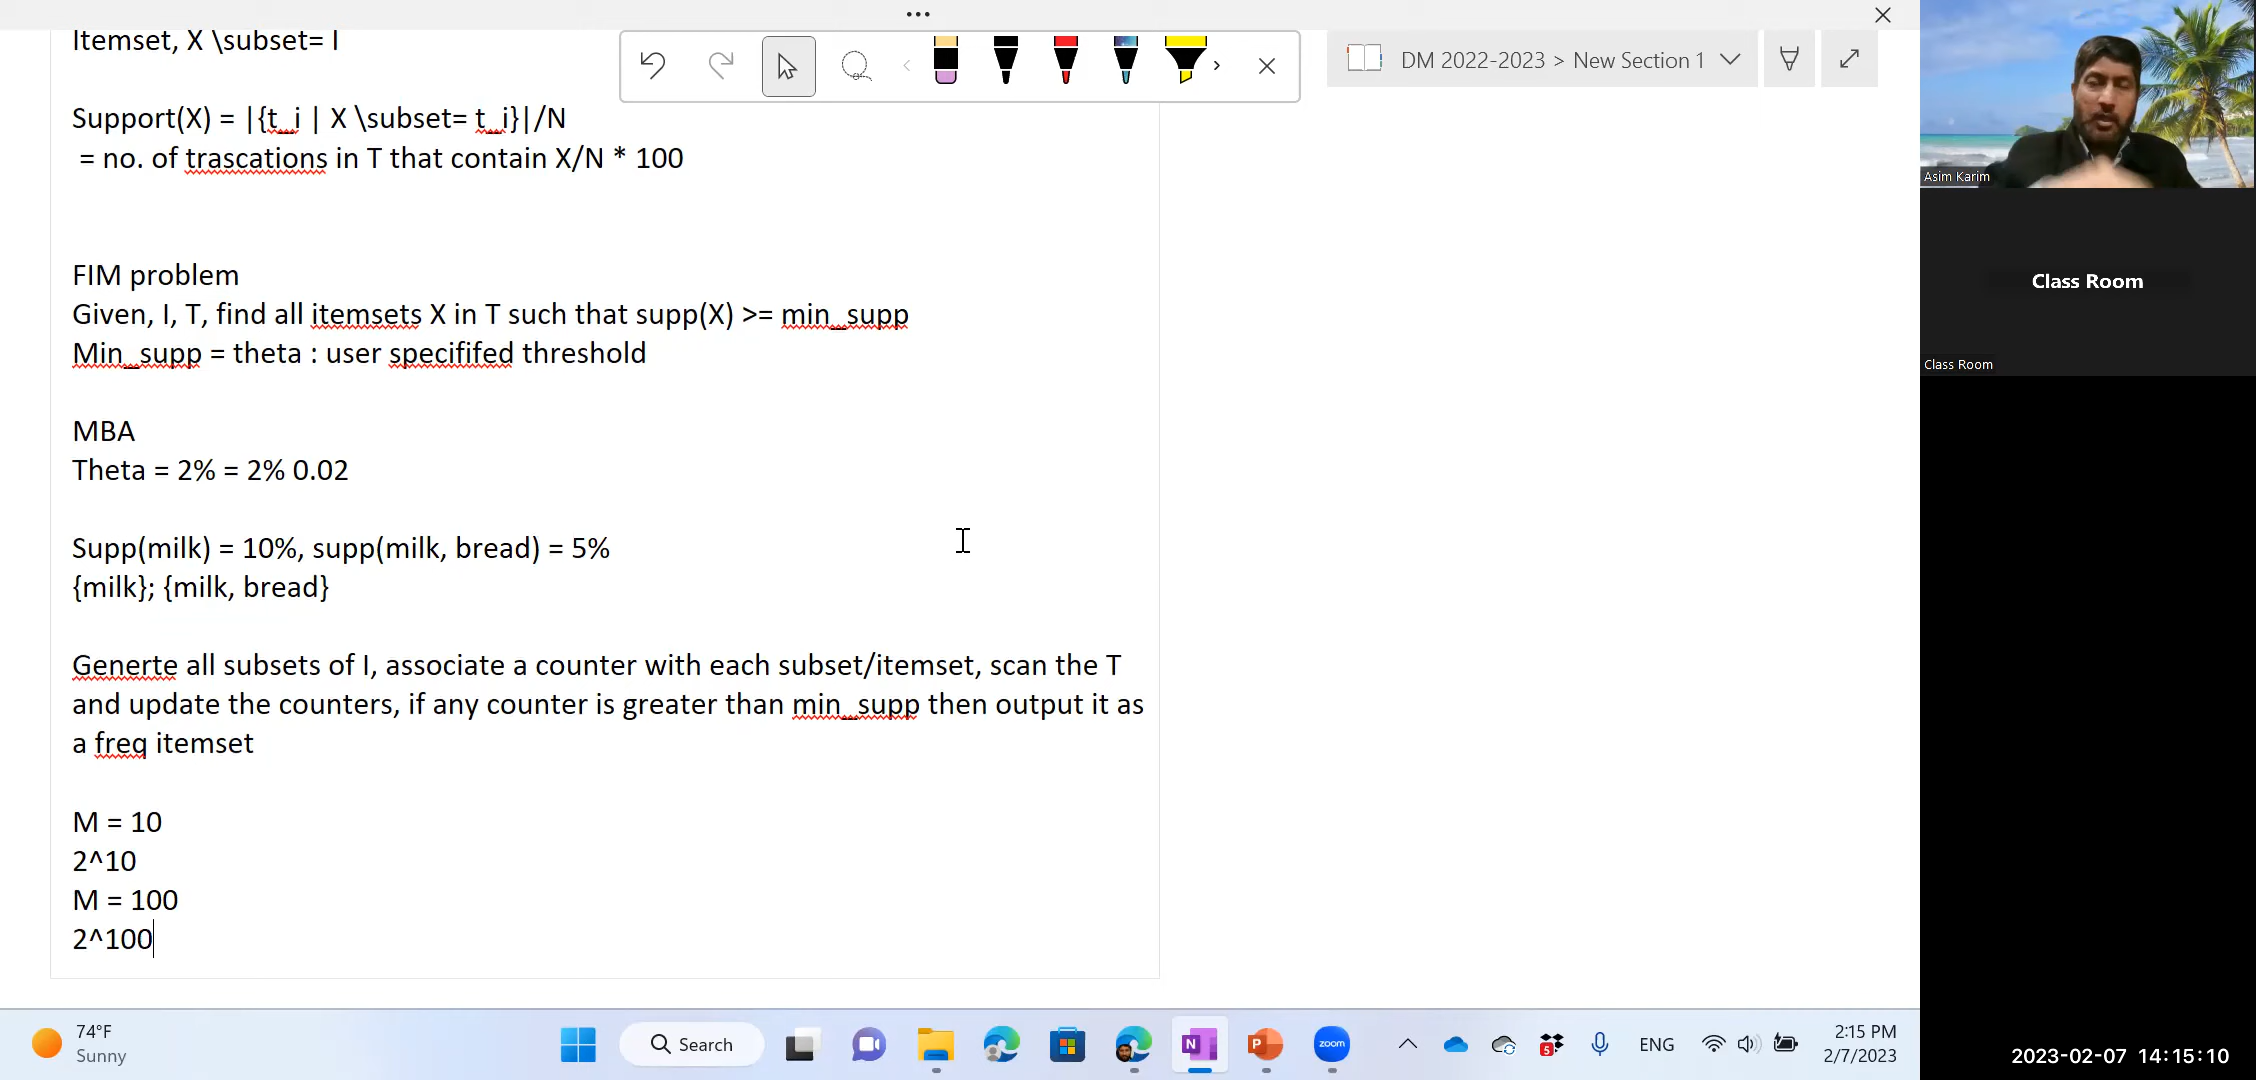 Itemset, X \subset= I
Support(X) = |{t_i | X \subset= t_i}|/N
= no. of trascations in T that contain X/N * 100
FIM problem
Given, I, T, find all itemsets X in T such that supp(X) >= min_supp
Min_supp = theta : user specififed threshold
MBA
Theta = 2% = 2% 0.02
Supp(milk) = 10%, supp(milk, bread) = 5%
{milk}; {milk, bread}
Generte all subsets of I, associate a counter with each subset/itemset, scan the T
and update the counters, if any counter is greater than min_supp then output it as
a freq itemset
M = 10
2^10
M = 100
2^100
DM 2022-2023 > New Section 1
Asim Karim
Class Room
Class Room
74°F
Sunny
Search
N
P
zoom
5
ENG
2:15 PM
2/7/2023
2023-02-07 14:15:10